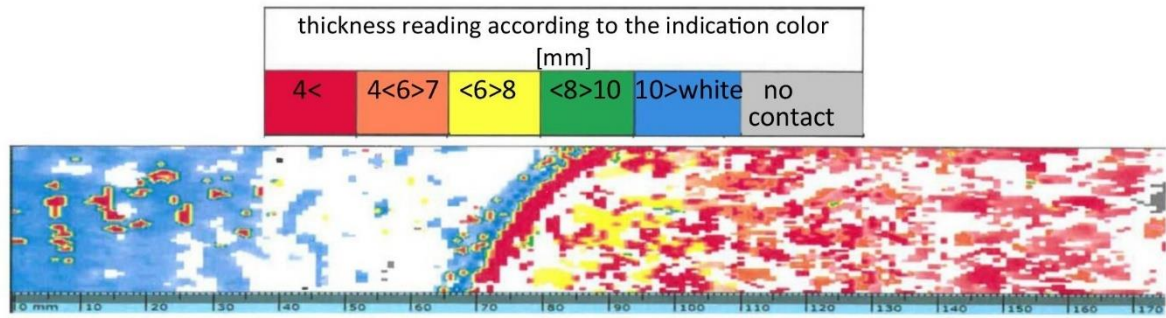 thickness reading according to the indication color
[mm]
4< 4<6>7 <6>8 <8>10 10>white no
contact
0 mm 10 20 30 40 50 60 70 80 90 100 110 120 130 140 150 160 170